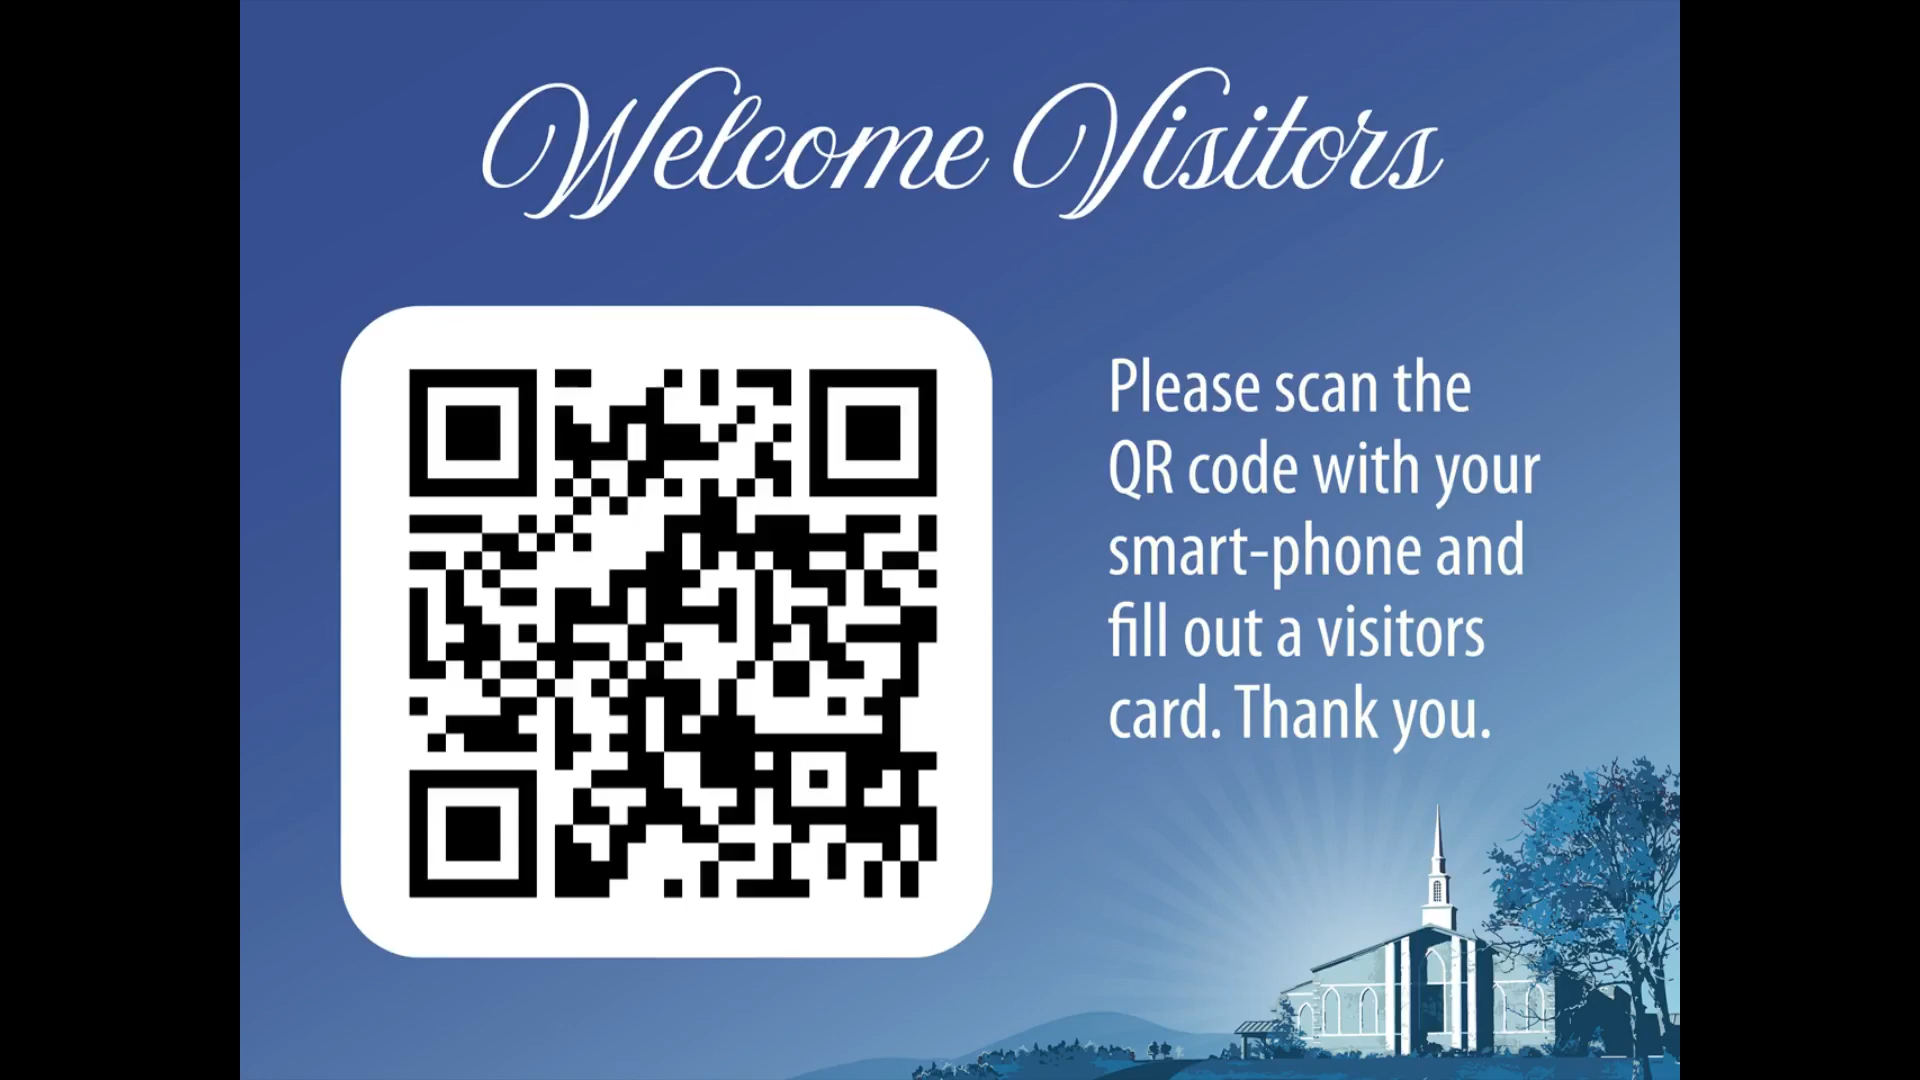 Welcome Visitors
Please scan the
QR code with your
smart-phone and
fill out a visitors
card. Thank you.